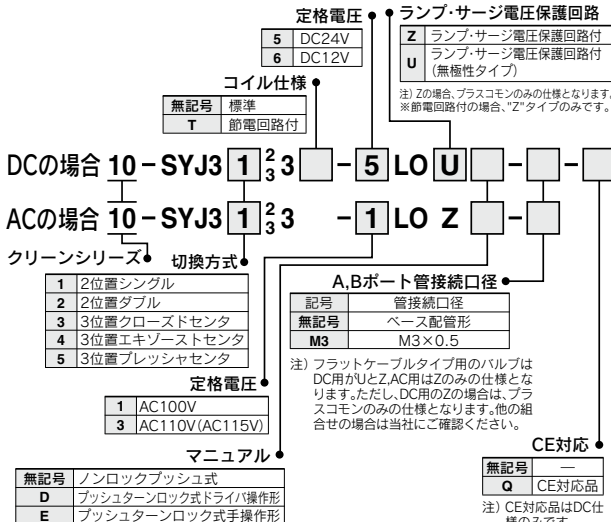 定格電圧
5 DC24V
6 DC12V
ランプ・サージ電圧保護回路
Z ランプ・サージ電圧保護回路付
U ランプ・サージ電圧保護回路付
(無極性タイプ)
注) Zの場合、プラスコモンのみの仕様となります。
※節電回路付の場合、"Z"タイプのみです。
コイル仕様
無記号 標準
T 節電回路付
DCの場合 10-SYJ3 1 2 3 3 - 5 LO U - -
ACの場合 10-SYJ3 1 2 3 3 - 1 LO Z -
クリーンシリーズ
切換方式
1 2位置シングル
2 2位置ダブル
3 3位置クローズドセンタ
4 3位置エキゾーストセンタ
5 3位置プレッシャセンタ
A,Bポート管接続口径
記号 管接続口径
無記号 ベース配管形
M3 M3×0.5
注) フラットケーブルタイプ用のバルブは
DC用がUとZ,AC用はZのみの仕様とな
ります。ただし、DC用のZの場合は、プラ
スコモンのみの仕様となります。他の組
合せの場合は当社にご確認ください。
定格電圧
1 AC100V
3 AC110V(AC115V)
マニュアル
無記号 ノンロックプッシュ式
D プッシュターンロック式ドライバ操作形
E プッシュターンロック式手操作形
CE対応
無記号 —
Q CE対応品
注) CE対応品はDC仕
様のみです。